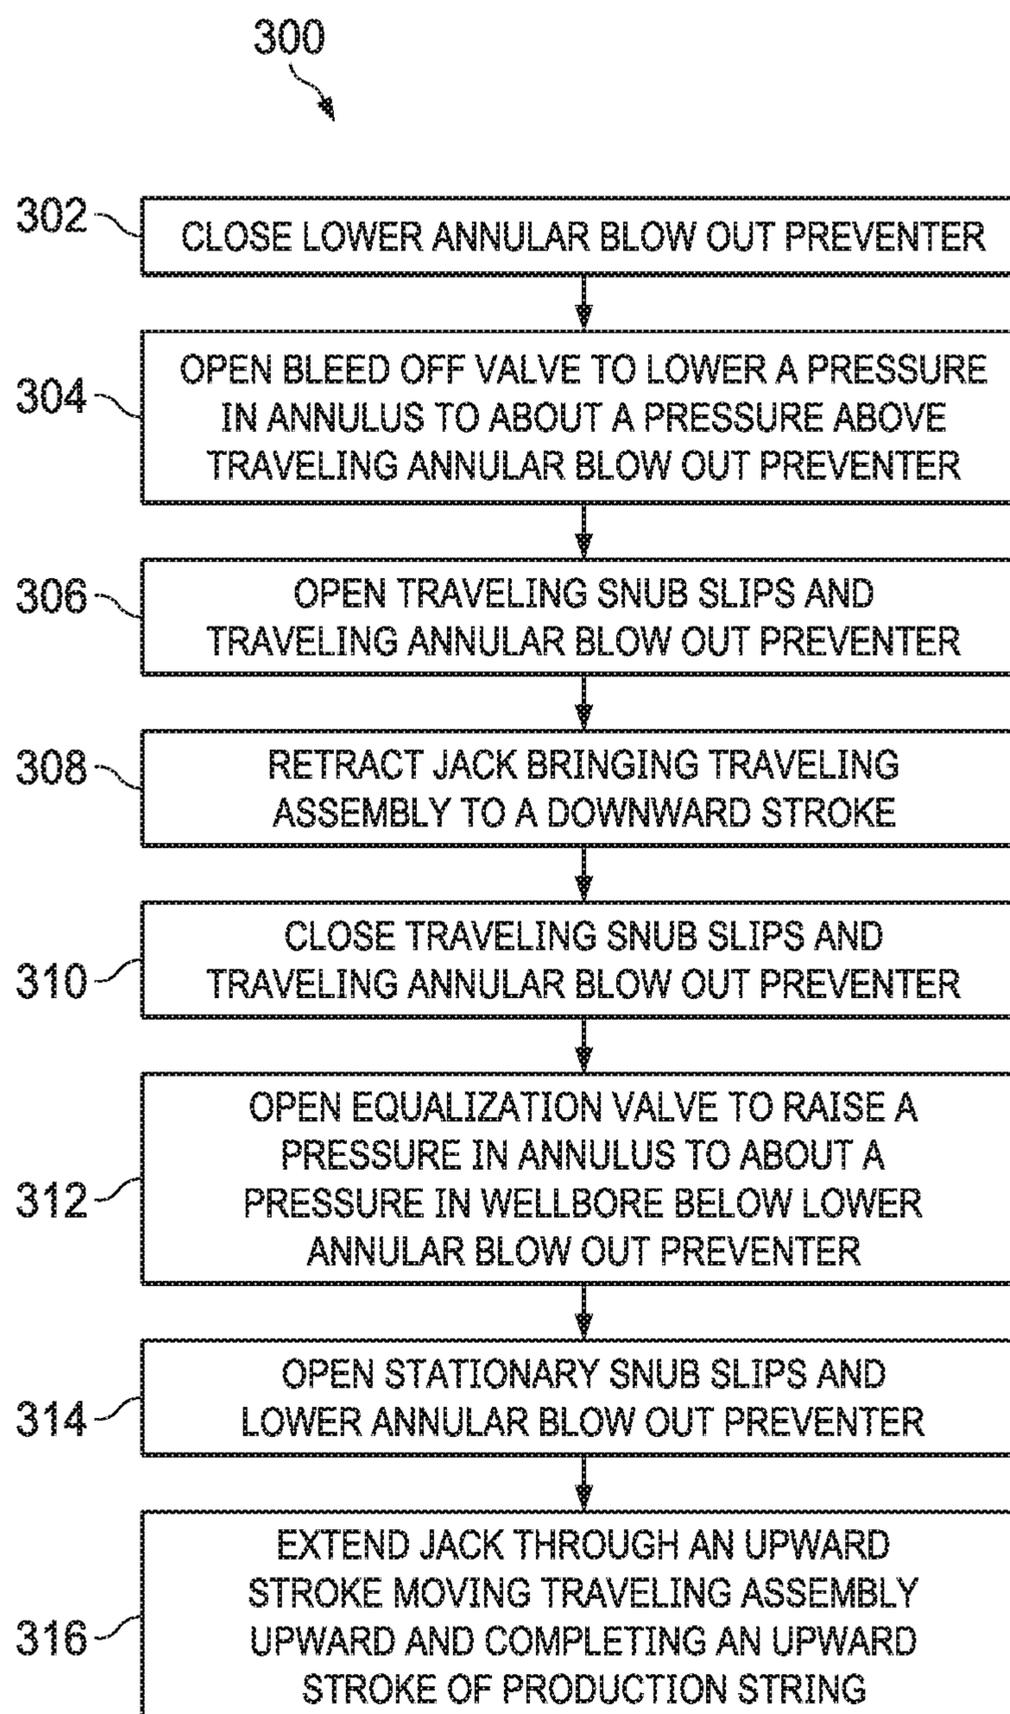 300
302
CLOSE LOWER ANNULAR BLOW OUT PREVENTER
304
OPEN BLEED OFF VALVE TO LOWER A PRESSURE
IN ANNULUS TO ABOUT A PRESSURE ABOVE
TRAVELING ANNULAR BLOW OUT PREVENTER
306
OPEN TRAVELING SNUB SLIPS AND
TRAVELING ANNULAR BLOW OUT PREVENTER
308
RETRACT JACK BRINGING TRAVELING
ASSEMBLY TO A DOWNWARD STROKE
310
CLOSE TRAVELING SNUB SLIPS AND
TRAVELING ANNULAR BLOW OUT PREVENTER
312
OPEN EQUALIZATION VALVE TO RAISE A
PRESSURE IN ANNULUS TO ABOUT A
PRESSURE IN WELLBORE BELOW LOWER
ANNULAR BLOW OUT PREVENTER
314
OPEN STATIONARY SNUB SLIPS AND
LOWER ANNULAR BLOW OUT PREVENTER
316
EXTEND JACK THROUGH AN UPWARD
STROKE MOVING TRAVELING ASSEMBLY
UPWARD AND COMPLETING AN UPWARD
STROKE OF PRODUCTION STRING